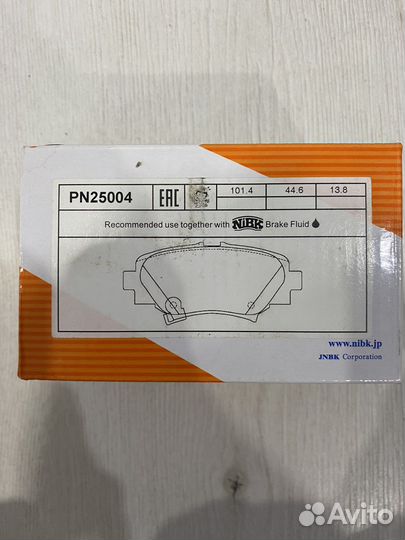 PN25004 EAC 101.4 44.6 13.8
Recommended use together with NiBK Brake Fluid
www.nibk.jp
JNBK Corporation
Avito